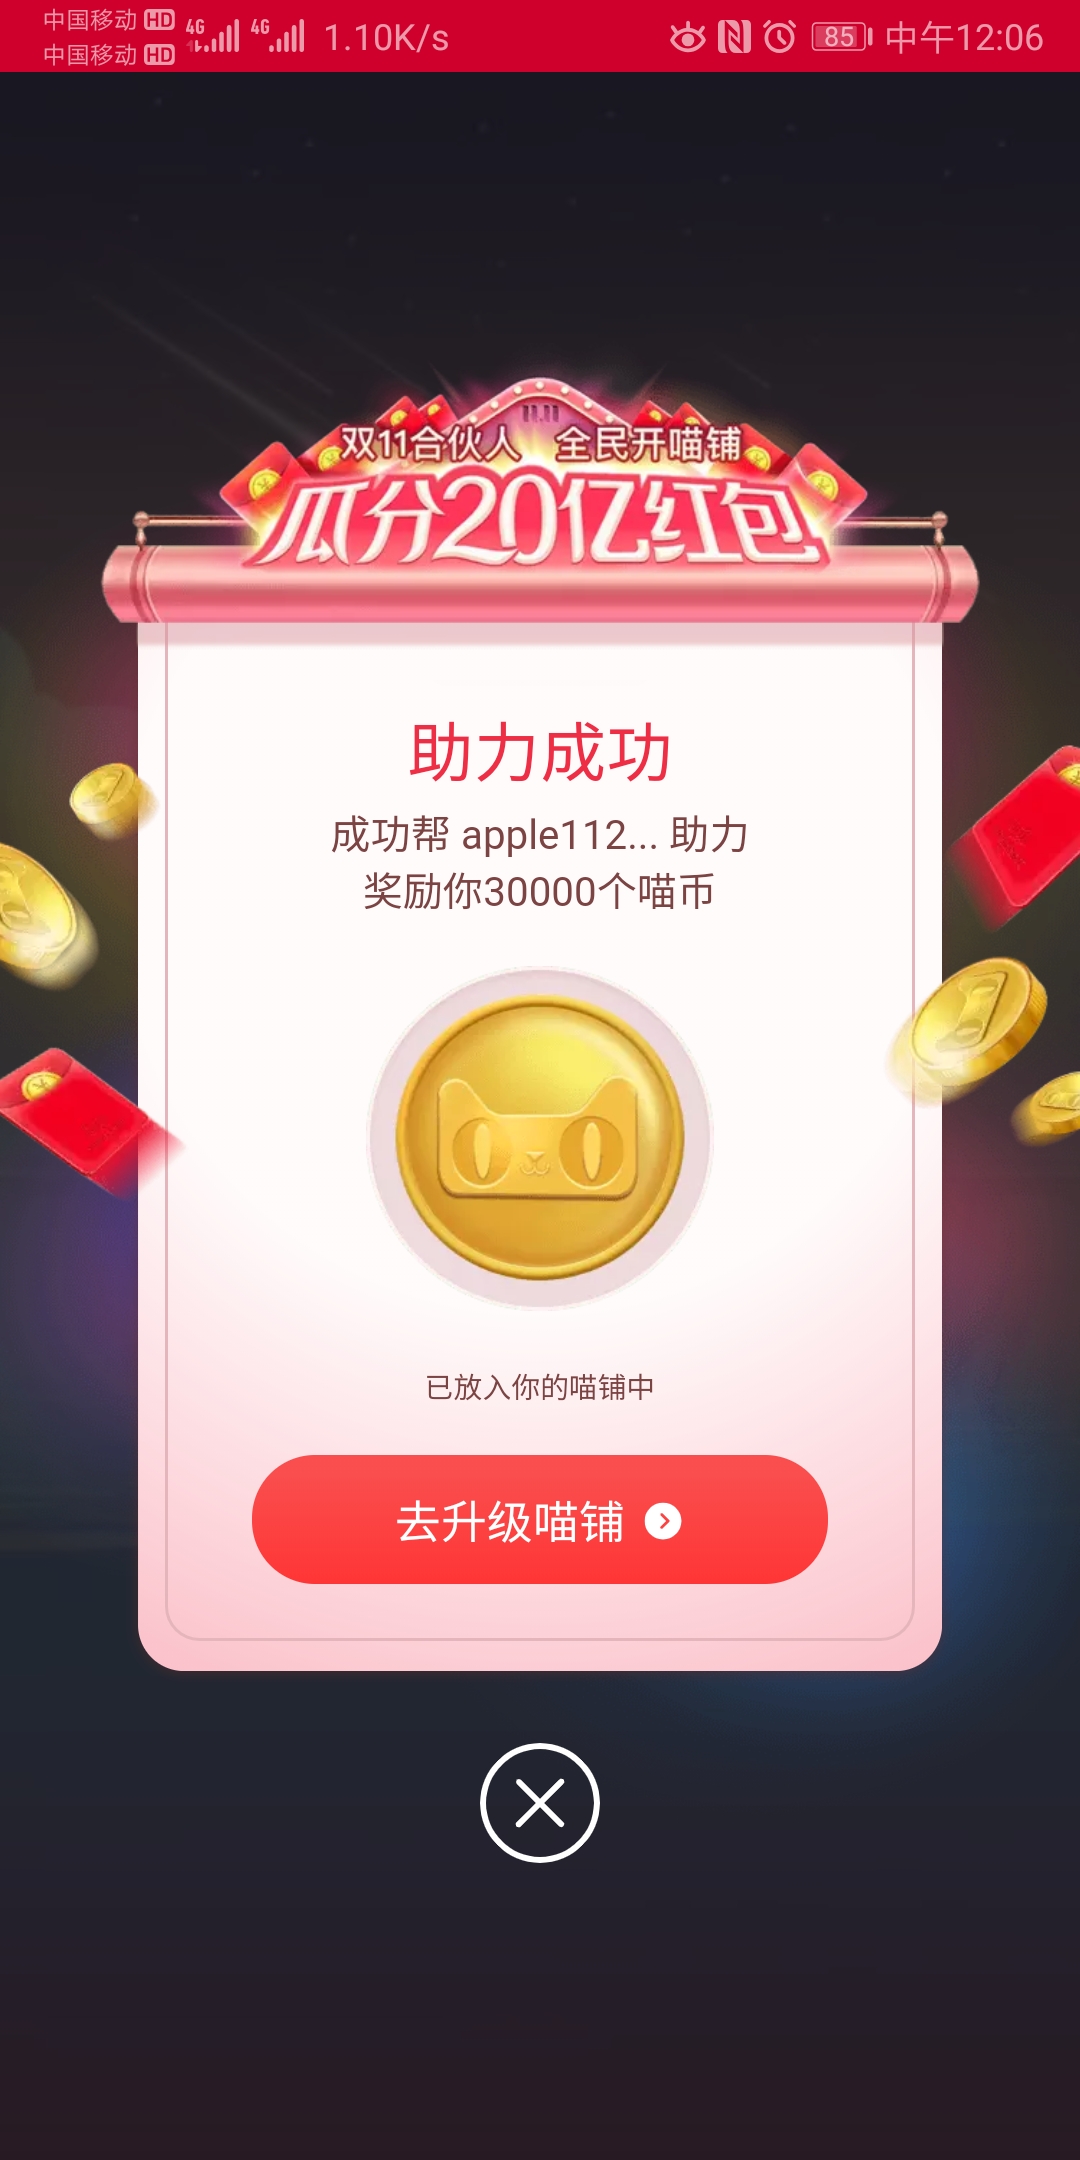 中国移动 HD 4G 4G 1.10K/s 85 中午12:06
中国移动 HD
11.11
双11合伙人 全民开喵铺
瓜分20亿红包
助力成功
成功帮 apple112... 助力
奖励你30000个喵币
已放入你的喵铺中
去升级喵铺